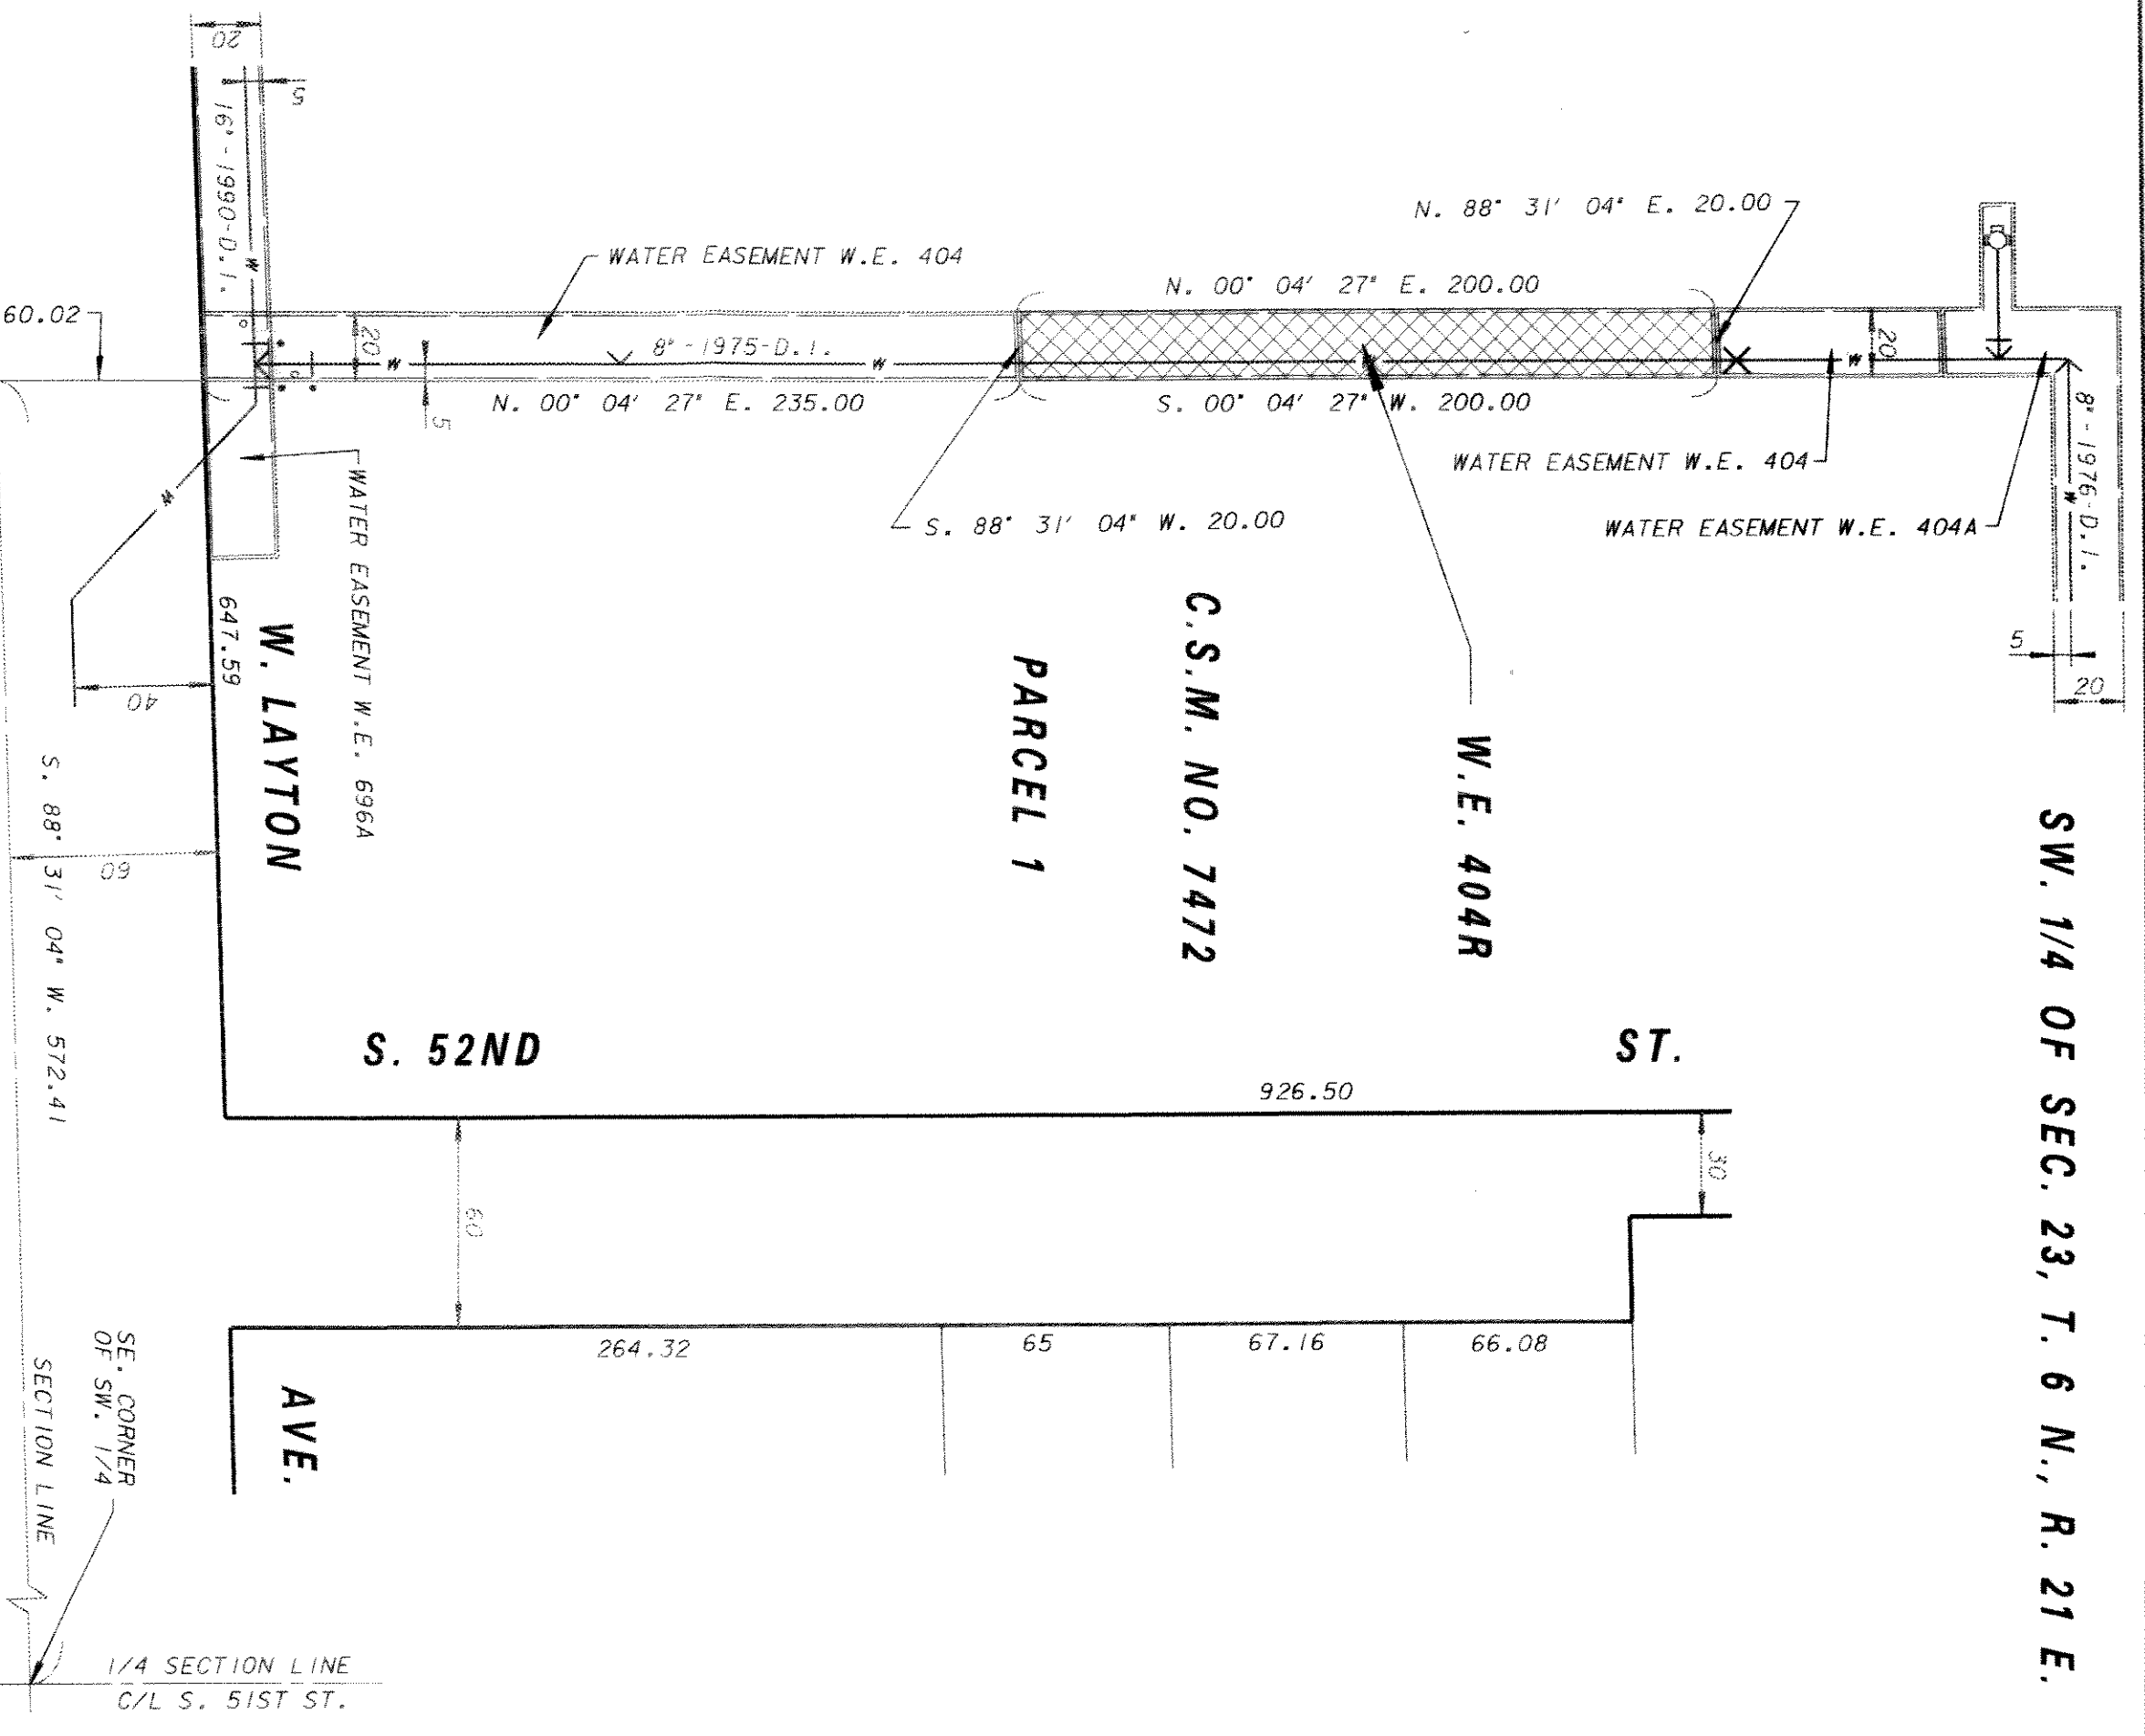 20
5
16" - 1990-D.I.
W
60.02
WATER EASEMENT W.E. 404
20
W
8" - 1975-D.I.
W
N. 00° 04' 27" E. 235.00
5
N. 88° 31' 04" E. 20.00
N. 00° 04' 27" E. 200.00
S. 00° 04' 27" W. 200.00
20
W
WATER EASEMENT W.E. 404
WATER EASEMENT W.E. 404A
8" - 1976-D.I.
W
5
20
S. 88° 31' 04" W. 20.00
W
WATER EASEMENT W.E. 696A
647.59
40
W. LAYTON
AVE.
60
S. 88° 31' 04" W. 572.41
PARCEL 1
C.S.M. NO. 7472
W.E. 404R
SW. 1/4 OF SEC. 23, T. 6 N., R. 21 E.
S. 52ND ST.
926.50
30
60
264.32
65
67.16
66.08
SE. CORNER
OF SW. 1/4
SECTION LINE
1/4 SECTION LINE
C/L S. 51ST ST.